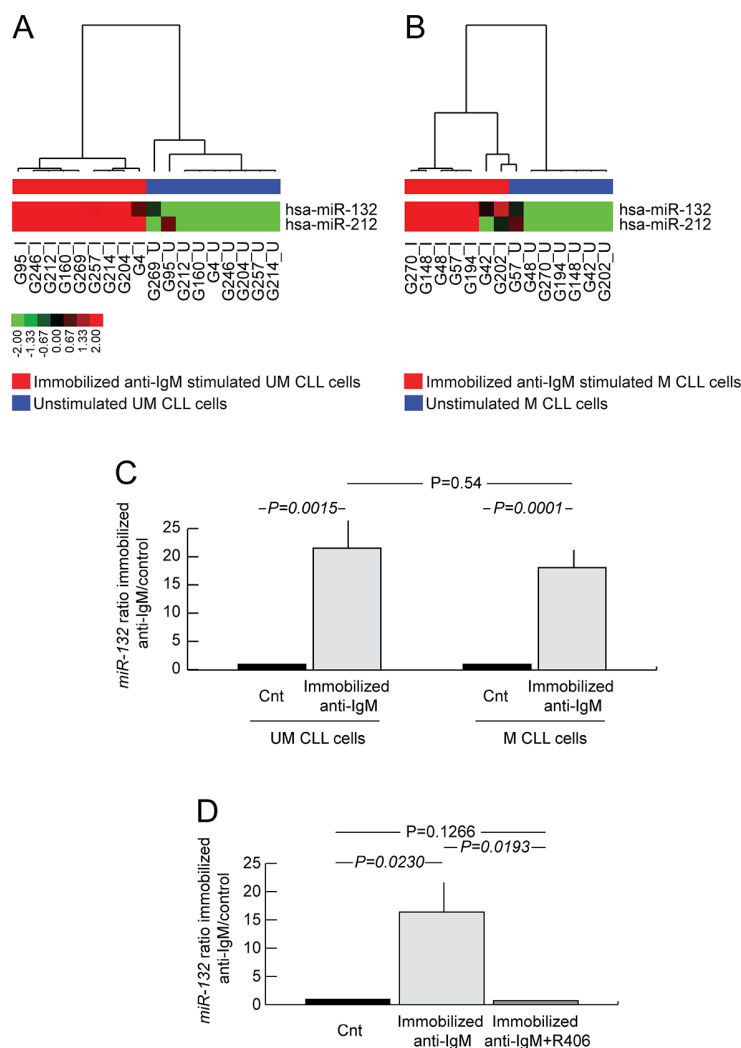 A
hsa-miR-132
hsa-miR-212
G95_I
G246_I
G212_I
G160_I
G269_I
G257_I
G214_I
G204_I
G4_I
G269_U
G95_U
G212_U
G160_U
G4_U
G246_U
G204_U
G257_U
G214_U
-2.00
-1.33
-0.67
0.00
0.67
1.33
2.00
Immobilized anti-IgM stimulated UM CLL cells
Unstimulated UM CLL cells
B
hsa-miR-132
hsa-miR-212
G270_I
G148_I
G48_I
G57_I
G194_I
G42_I
G202_I
G57_U
G48_U
G270_U
G194_U
G148_U
G42_U
G202_U
Immobilized anti-IgM stimulated M CLL cells
Unstimulated M CLL cells
C
P=0.54
P=0.0015
P=0.0001
miR-132 ratio immobilized
anti-IgM/control
25
20
15
10
5
0
Cnt
Immobilized
anti-IgM
Cnt
Immobilized
anti-IgM
UM CLL cells
M CLL cells
D
P=0.1266
P=0.0230
P=0.0193
miR-132 ratio immobilized
anti-IgM/control
25
20
15
10
5
0
Cnt
Immobilized
anti-IgM
Immobilized
anti-IgM+R406